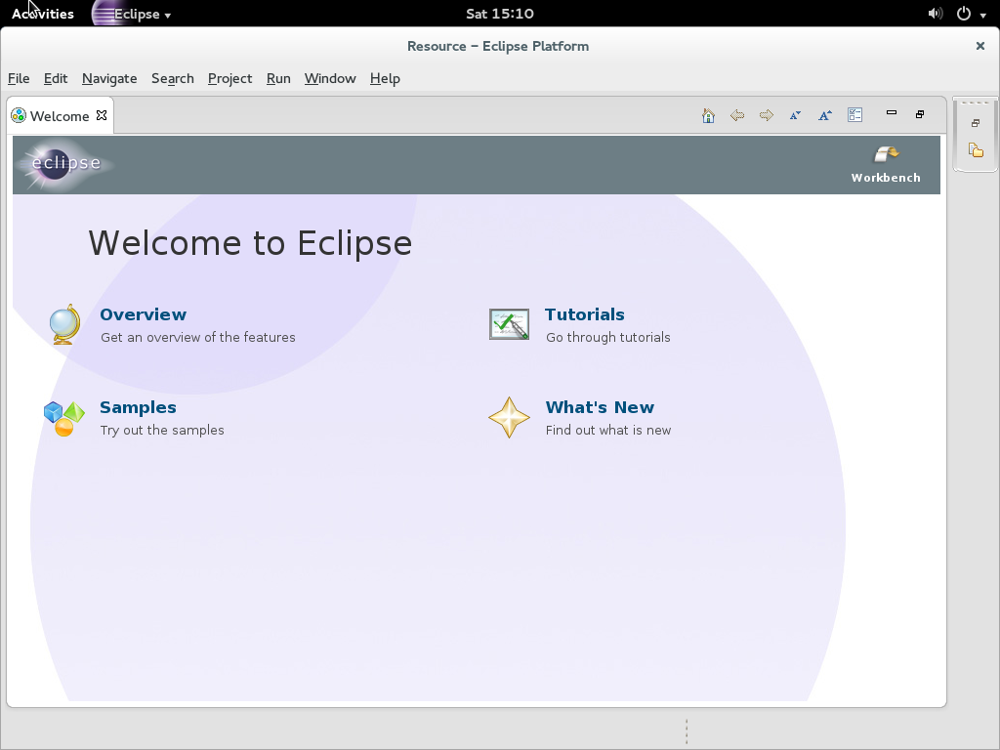 Activities Eclipse Sat 15:10
Resource – Eclipse Platform
File Edit Navigate Search Project Run Window Help
Welcome
eclipse
Workbench
Welcome to Eclipse
Overview
Get an overview of the features
Tutorials
Go through tutorials
Samples
Try out the samples
What's New
Find out what is new